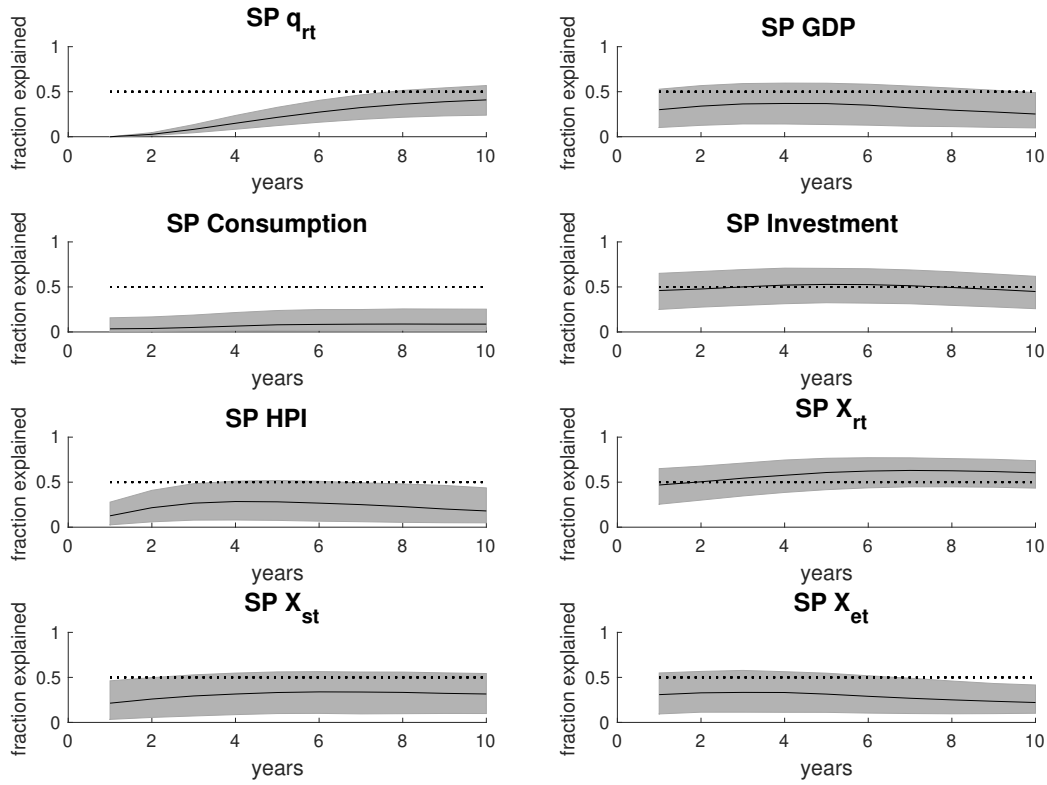 SP q_rt
fraction explained
1
0.5
0
0 2 4 6 8 10
years
SP GDP
fraction explained
1
0.5
0
0 2 4 6 8 10
years
SP Consumption
fraction explained
1
0.5
0
0 2 4 6 8 10
years
SP Investment
fraction explained
1
0.5
0
0 2 4 6 8 10
years
SP HPI
fraction explained
1
0.5
0
0 2 4 6 8 10
years
SP X_rt
fraction explained
1
0.5
0
0 2 4 6 8 10
years
SP X_st
fraction explained
1
0.5
0
0 2 4 6 8 10
years
SP X_et
fraction explained
1
0.5
0
0 2 4 6 8 10
years